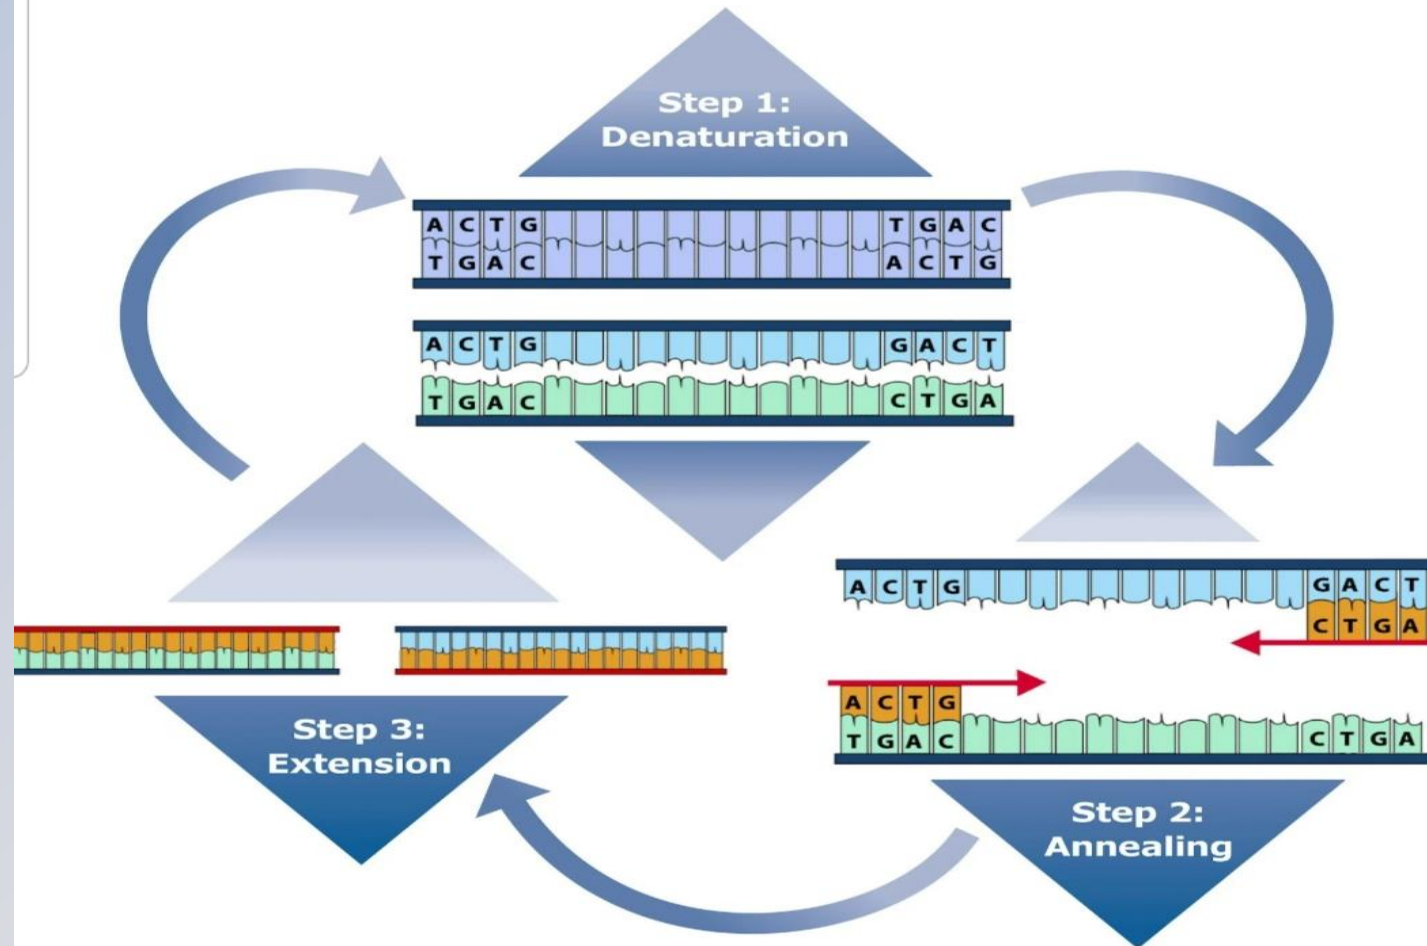 Step 1:
Denaturation
A C T G T G A C
T G A C A C T G
A C T G G A C T
T G A C C T G A
A C T G G A C T
C T G A
A C T G
T G A C C T G A
Step 3:
Extension
Step 2:
Annealing